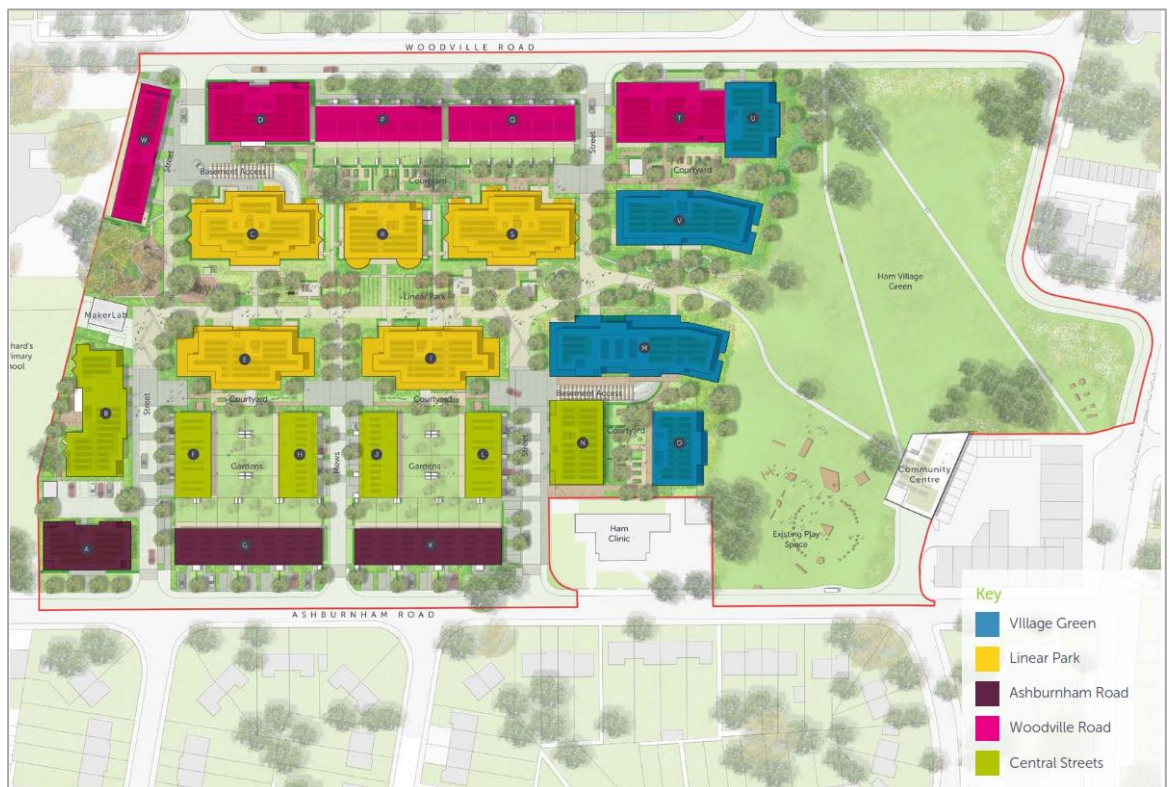 WOODVILLE ROAD
W
D
P
Q
T
U
Street
Street
Basement Access
Courtyard
Courtyard
C
R
S
V
Ham Village
Green
Linear Park
MakerLab
hard's
rimary
hool
E
I
M
Courtyard
Courtyard
Basement Access
Street
B
F
H
Mews
J
L
Street
N
Courtyard
O
Gardens
Gardens
Community
Centre
A
G
K
Ham
Clinic
Existing Play
Space
ASHBURNHAM ROAD
Key
VIllage Green
Linear Park
Ashburnham Road
Woodville Road
Central Streets